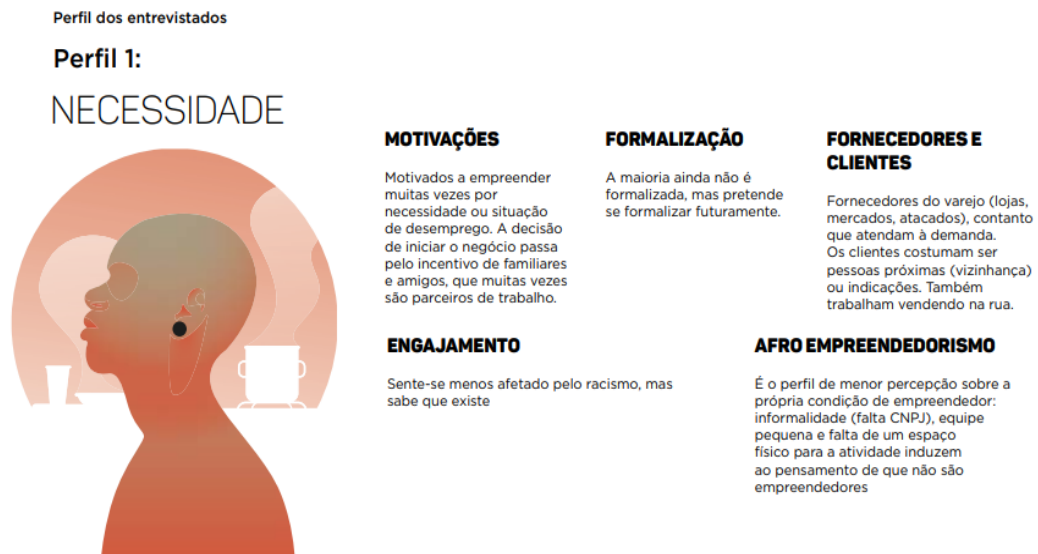 Perfil dos entrevistados
Perfil 1:
NECESSIDADE
MOTIVAÇÕES
Motivados a empreender
muitas vezes por
necessidade ou situação
de desemprego. A decisão
de iniciar o negócio passa
pelo incentivo de familiares
e amigos, que muitas vezes
são parceiros de trabalho.
FORMALIZAÇÃO
A maioria ainda não é
formalizada, mas pretende
se formalizar futuramente.
FORNECEDORES E
CLIENTES
Fornecedores do varejo (lojas,
mercados, atacados), contanto
que atendam à demanda.
Os clientes costumam ser
pessoas próximas (vizinhança)
ou indicações. Também
trabalham vendendo na rua.
ENGAJAMENTO
Sente-se menos afetado pelo racismo, mas
sabe que existe
AFRO EMPREENDEDORISMO
É o perfil de menor percepção sobre a
própria condição de empreendedor:
informalidade (falta CNPJ), equipe
pequena e falta de um espaço
físico para a atividade induzem
ao pensamento de que não são
empreendedores